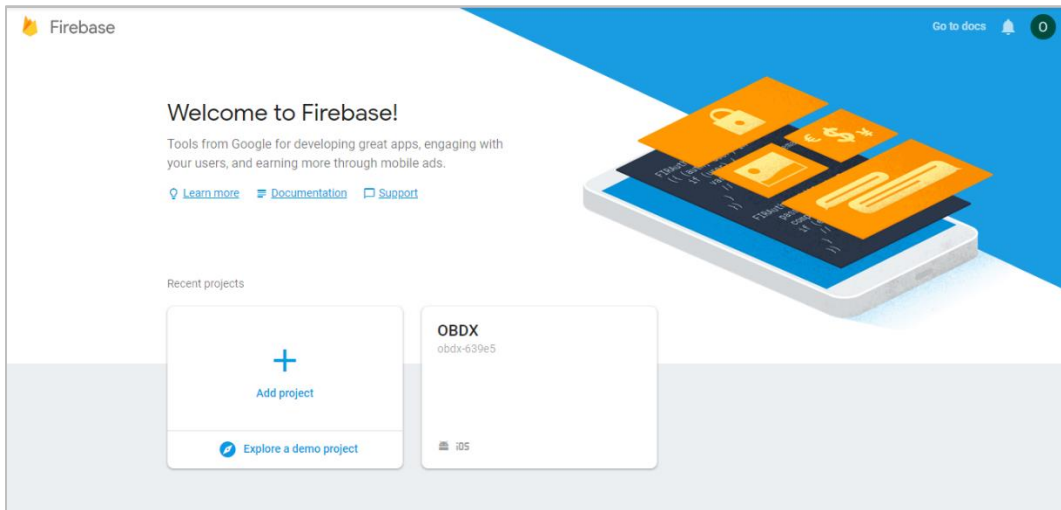 Firebase
Go to docs
O
Welcome to Firebase!
Tools from Google for developing great apps, engaging with
your users, and earning more through mobile ads.
Learn more Documentation Support
Recent projects
Add project
Explore a demo project
OBDX
obdx-639e5
iOS